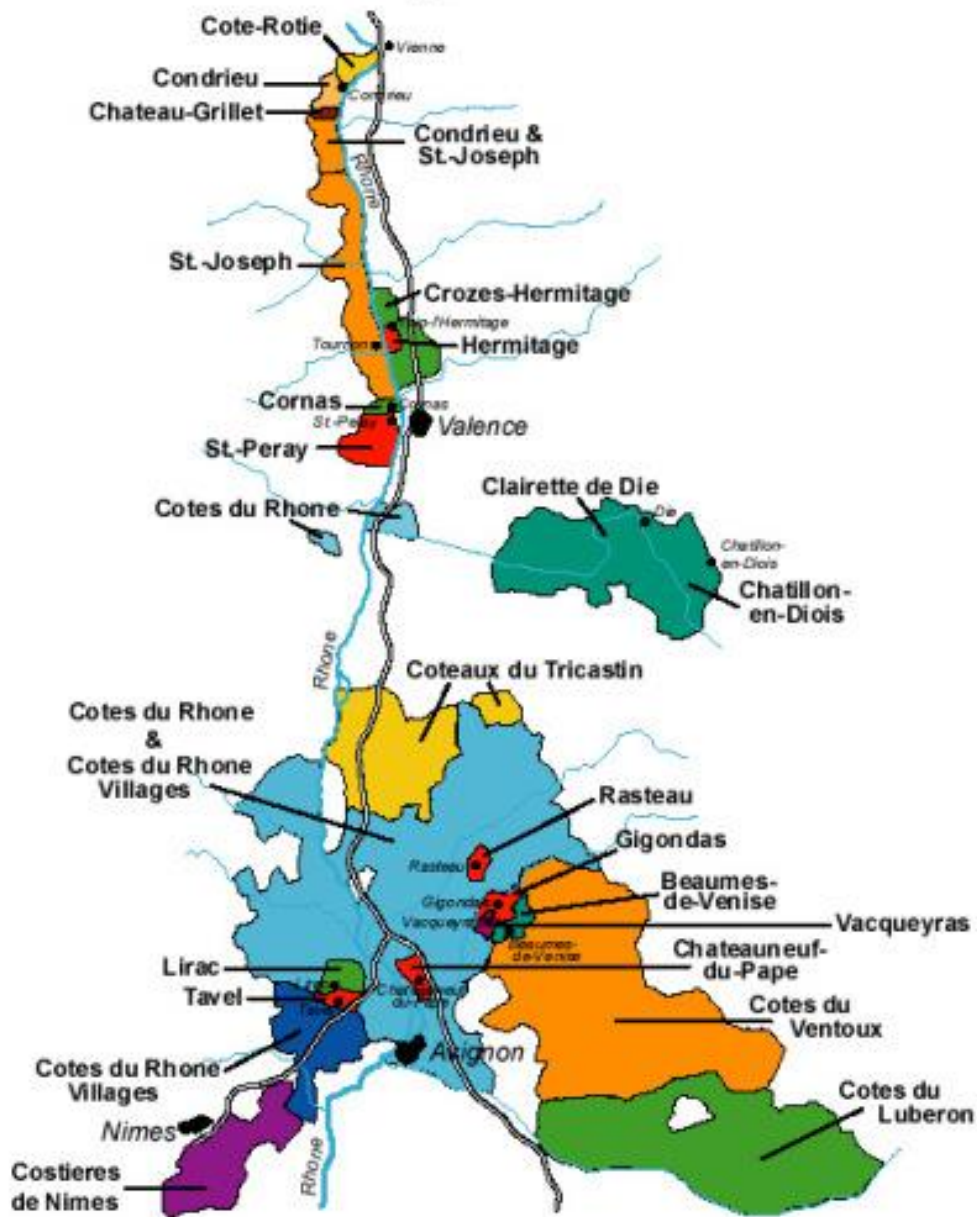 Cote-Rotie
Vienne
Condrieu
Condrieu
Chateau-Grillet
Condrieu &
St.-Joseph
Rhone
St.-Joseph
Crozes-Hermitage
Tournon
Hermitage
Cornas
Cornas
St.-Peray
Valence
St.-Peray
Cotes du Rhone
Clairette de Die
Die
Chatillon-
en-Diois
Chatillon-
en-Diois
Rhone
Coteaux du Tricastin
Cotes du Rhone
&
Cotes du Rhone
Villages
Rasteau
Rasteau
Gigondas
Gigondas
Beaumes-
de-Venise
Vacqueyras
Vacqueyras
Beaumes-
de-Venise
Chateauneuf-
du-Pape
Lirac
Tavel
Chateauneuf-
du-Pape
Cotes du
Ventoux
Avignon
Cotes du Rhone
Villages
Cotes du
Luberon
Nimes
Rhone
Costieres
de Nimes